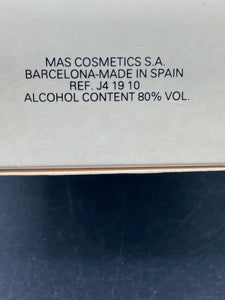 MAS COSMETICS S.A.
BARCELONA-MADE IN SPAIN
REF. J4 19 10
ALCOHOL CONTENT 80% VOL.